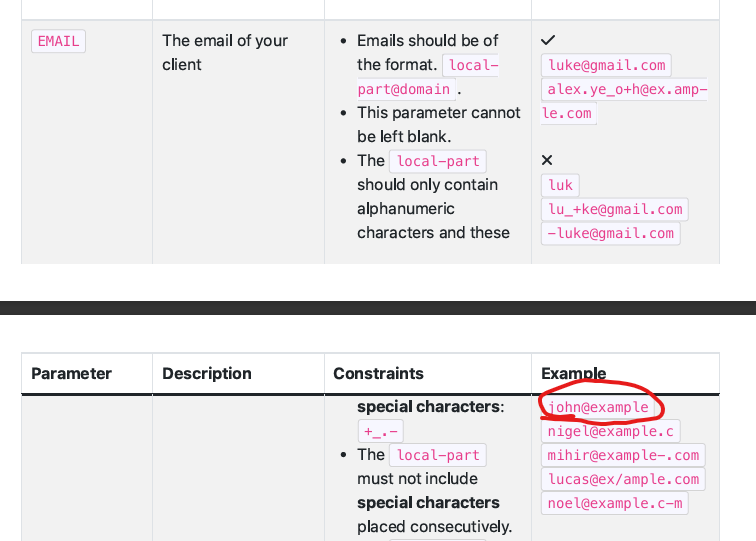 EMAIL
The email of your
client
• Emails should be of
the format. local-
part@domain .
• This parameter cannot
be left blank.
• The local-part
should only contain
alphanumeric
characters and these
✓
luke@gmail.com
alex.ye_o+h@ex.amp-
le.com
✕
luk
lu_+ke@gmail.com
-luke@gmail.com
Parameter Description Constraints Example
special characters:
+_.-
• The local-part
must not include
special characters
placed consecutively.
john@example
nigel@example.c
mihir@example-.com
lucas@ex/ample.com
noel@example.c-m